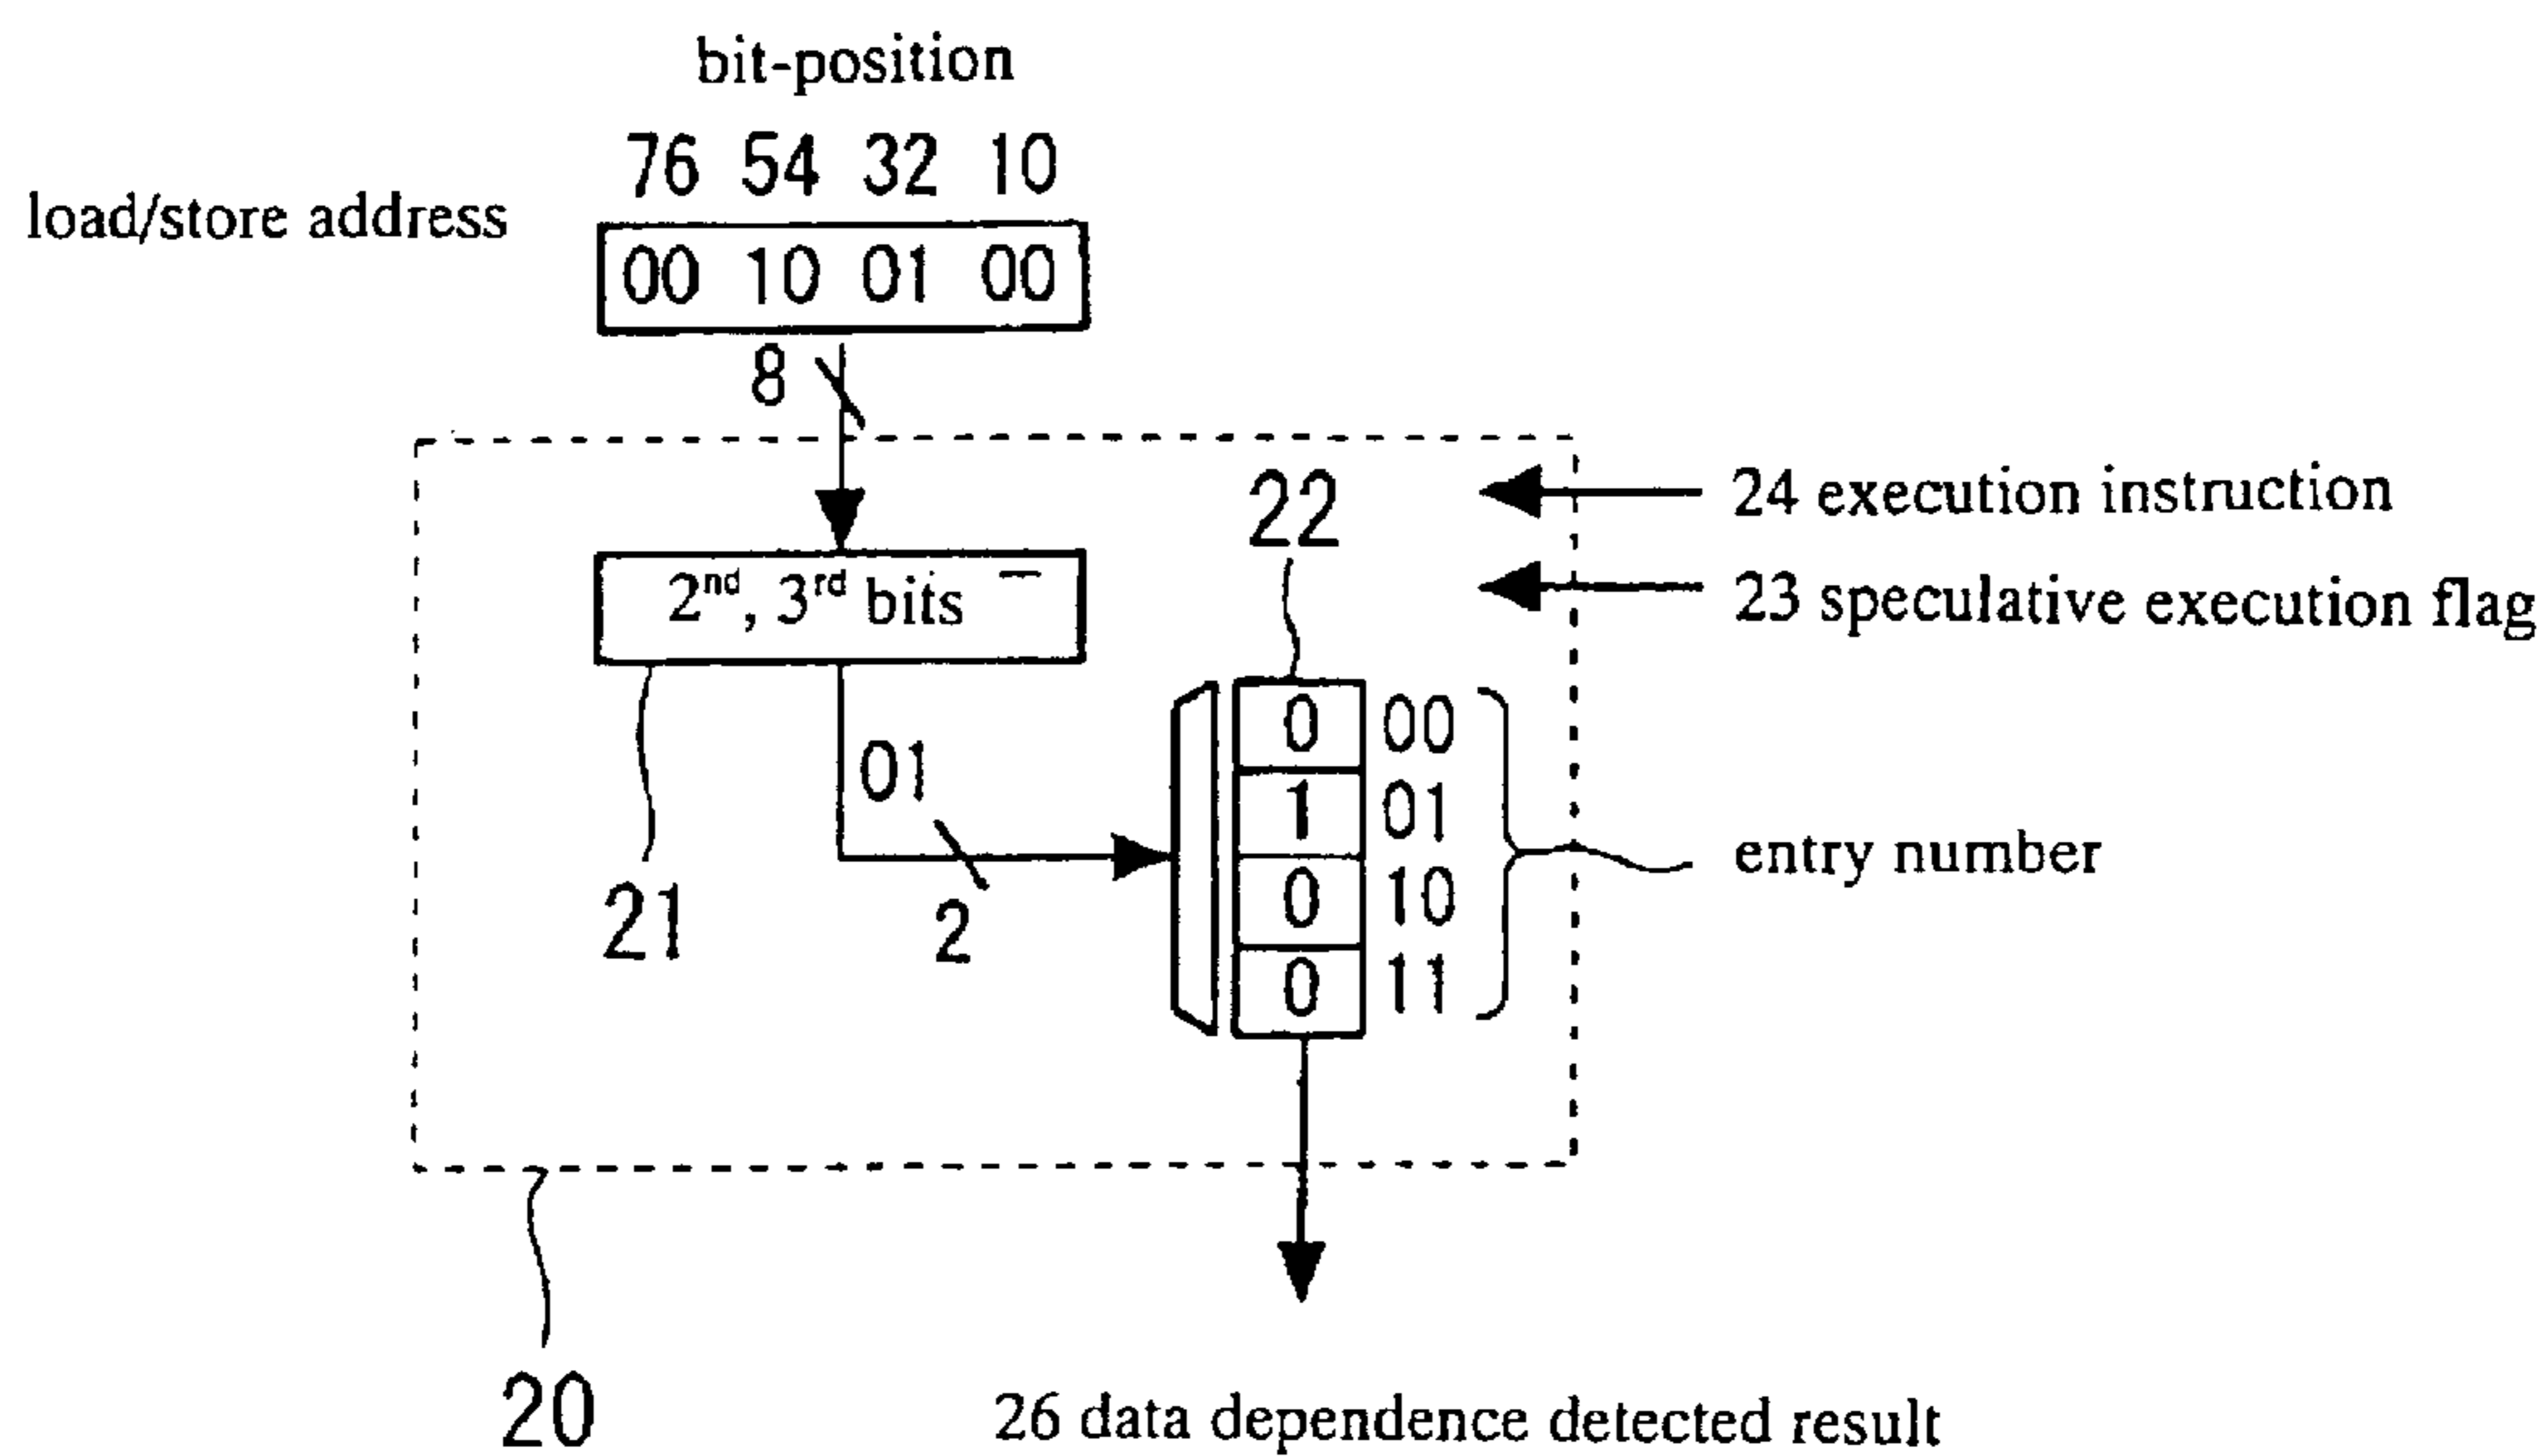 bit-position
76 54 32 10
load/store address
00 10 01 00
8
22
24 execution instruction
2nd, 3rd bits
23 speculative execution flag
0 00
01
1 01
entry number
21
2
0 10
0 11
20
26 data dependence detected result